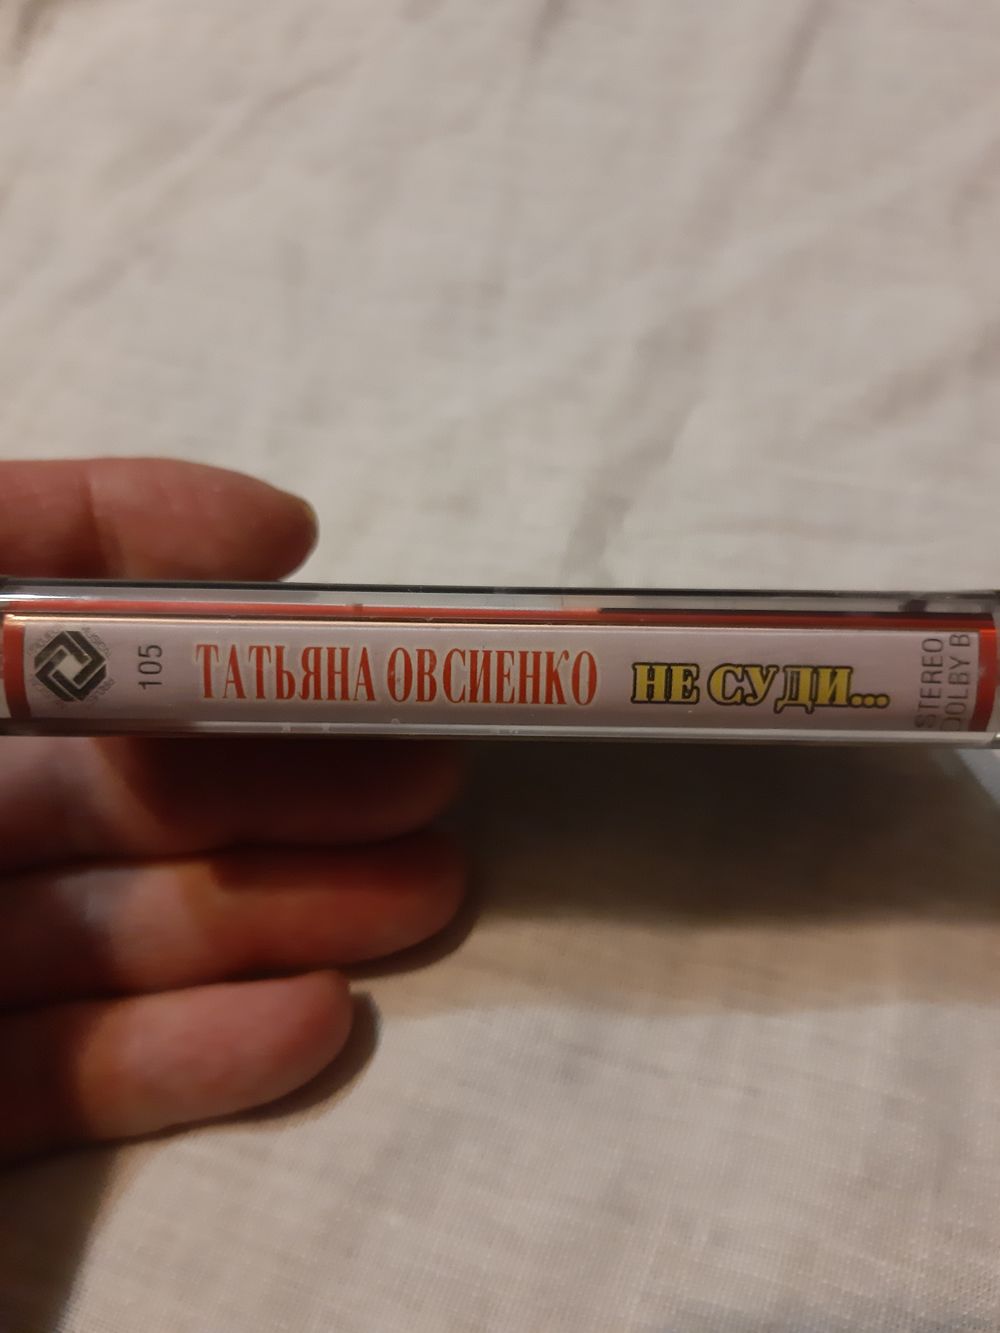 105
ТАТЬЯНА ОВСИЕНКО НЕ СУДИ...
STEREO
DOLBY B